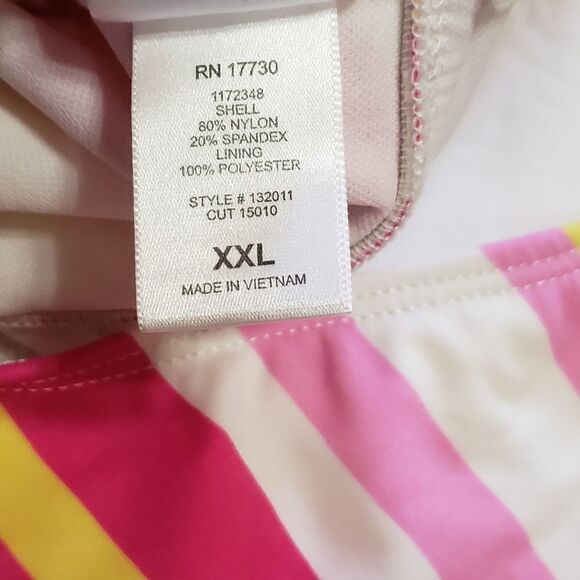 RN 17730
1172348
SHELL
80% NYLON
20% SPANDEX
LINING
100% POLYESTER
STYLE # 132011
CUT 15010
XXL
MADE IN VIETNAM